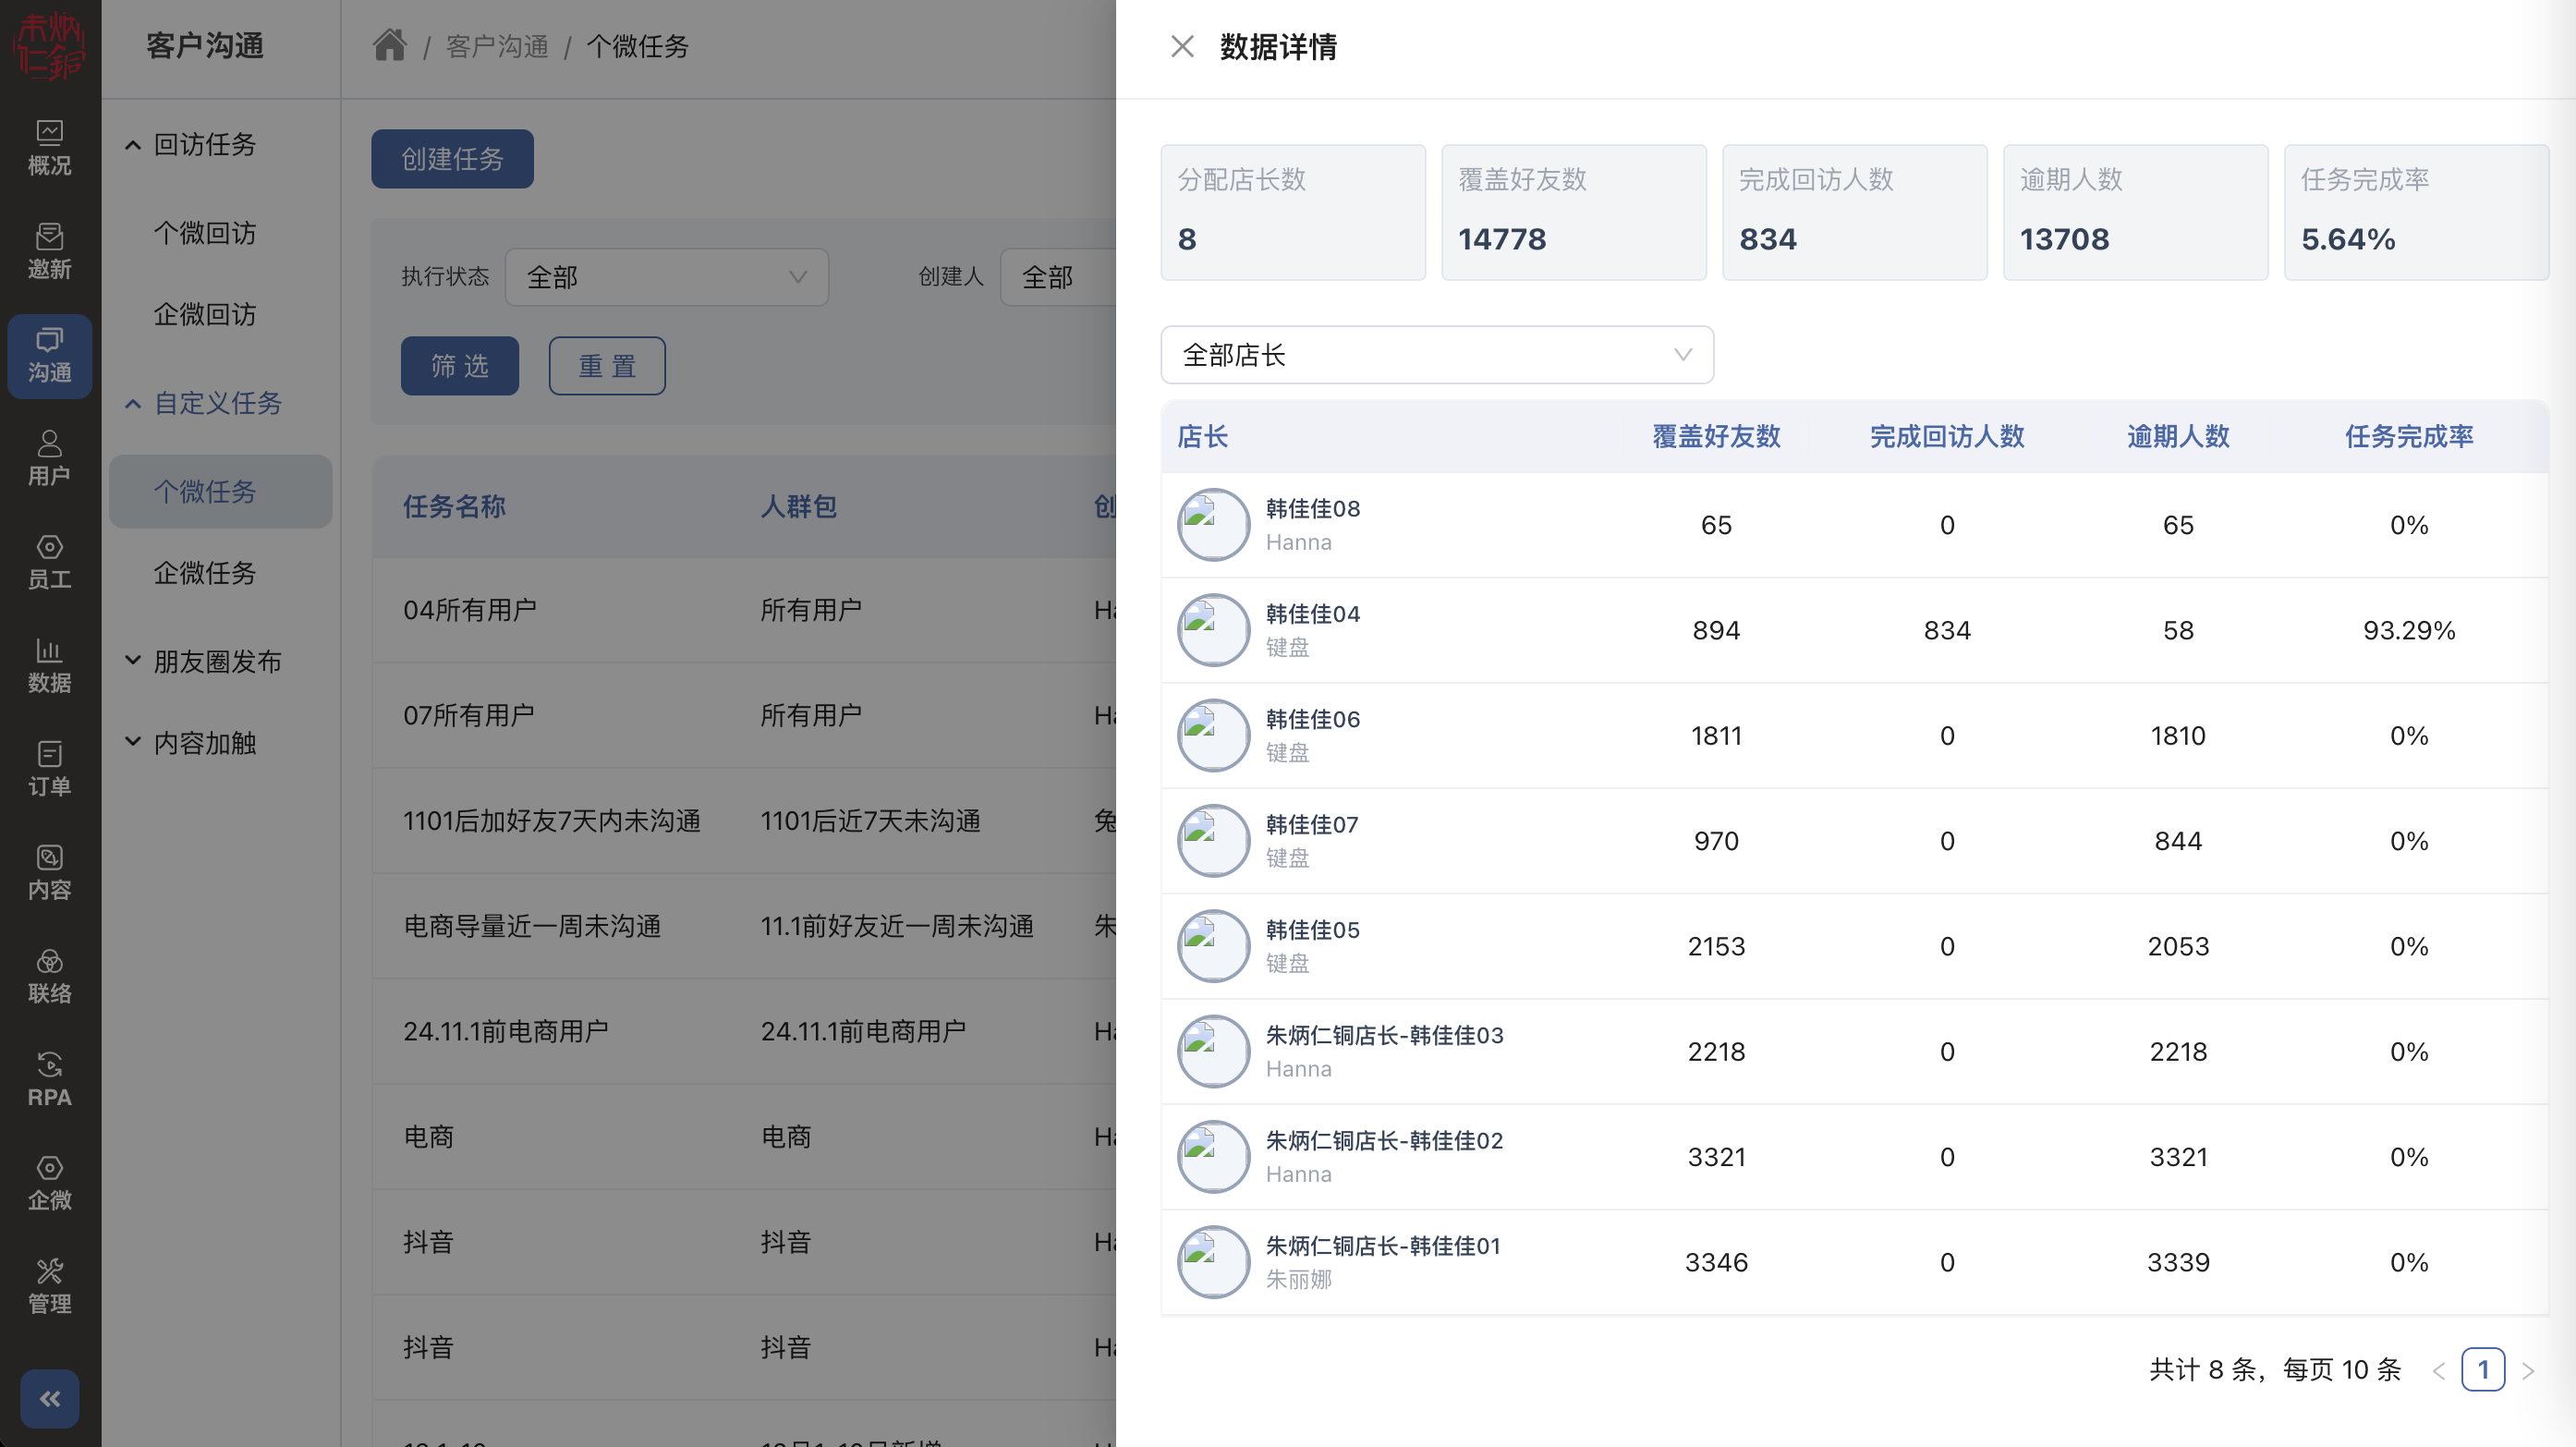 朱炳仁銅
概况
邀新
沟通
用户
员工
数据
订单
内容
联络
RPA
企微
管理
客户沟通
回访任务
个微回访
企微回访
自定义任务
个微任务
企微任务
朋友圈发布
内容加触
/ 客户沟通 / 个微任务
创建任务
执行状态 全部 创建人 全部
筛选 重置
任务名称 人群包 创
04所有用户 所有用户
07所有用户 所有用户
1101后加好友7天内未沟通 1101后近7天未沟通 兔
电商导量近一周未沟通 11.1前好友近一周未沟通 朱
24.11.1前电商用户 24.11.1前电商用户
电商 电商
抖音 抖音
抖音 抖音
数据详情
分配店长数 覆盖好友数 完成回访人数 逾期人数 任务完成率
8 14778 834 13708 5.64%
全部店长
店长 覆盖好友数 完成回访人数 逾期人数 任务完成率
韩佳佳08
Hanna
65 0 65 0%
韩佳佳04
键盘
894 834 58 93.29%
韩佳佳06
键盘
1811 0 1810 0%
韩佳佳07
键盘
970 0 844 0%
韩佳佳05
键盘
2153 0 2053 0%
朱炳仁铜店长-韩佳佳03
Hanna
2218 0 2218 0%
朱炳仁铜店长-韩佳佳02
Hanna
3321 0 3321 0%
朱炳仁铜店长-韩佳佳01
朱丽娜
3346 0 3339 0%
共计 8 条，每页 10 条 < 1 >